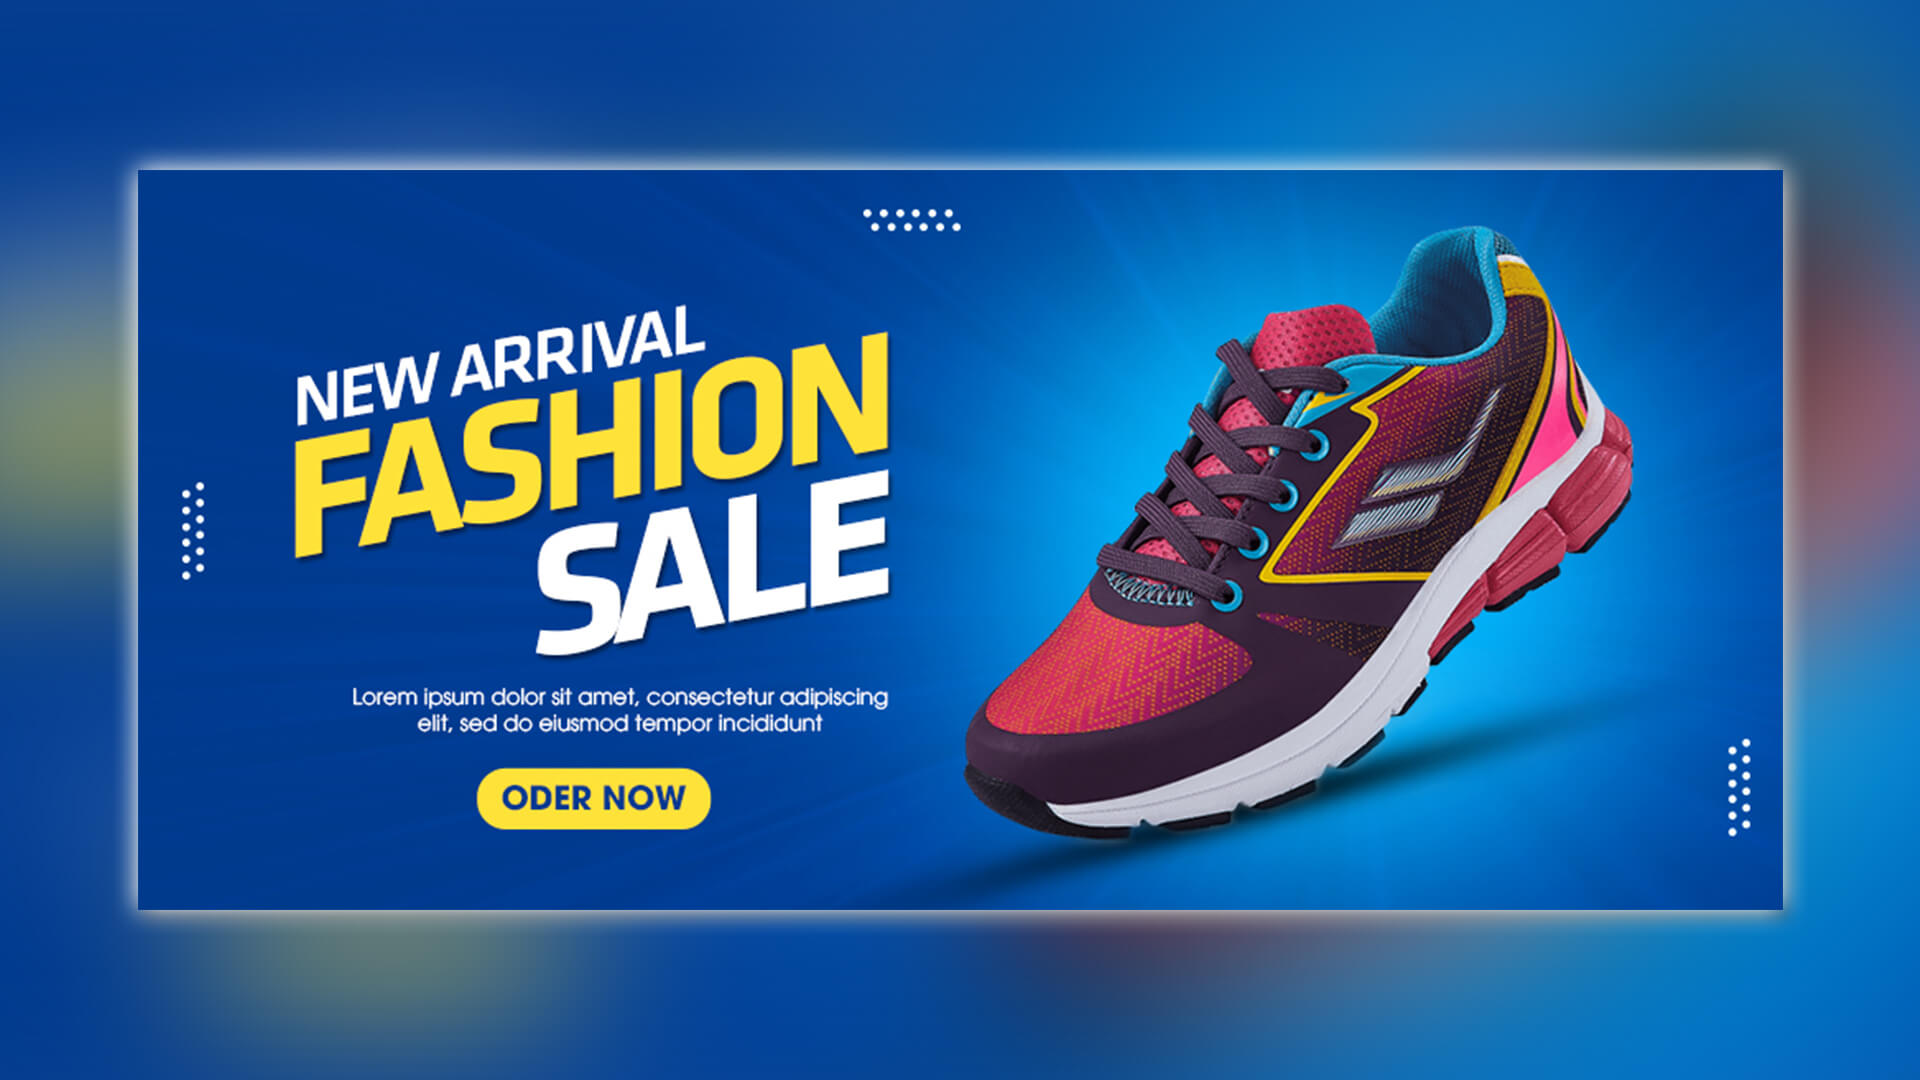 NEW ARRIVAL
FASHION
SALE
Lorem ipsum dolor sit amet, consectetur adipiscing
elit, sed do eiusmod tempor incididunt
ODER NOW